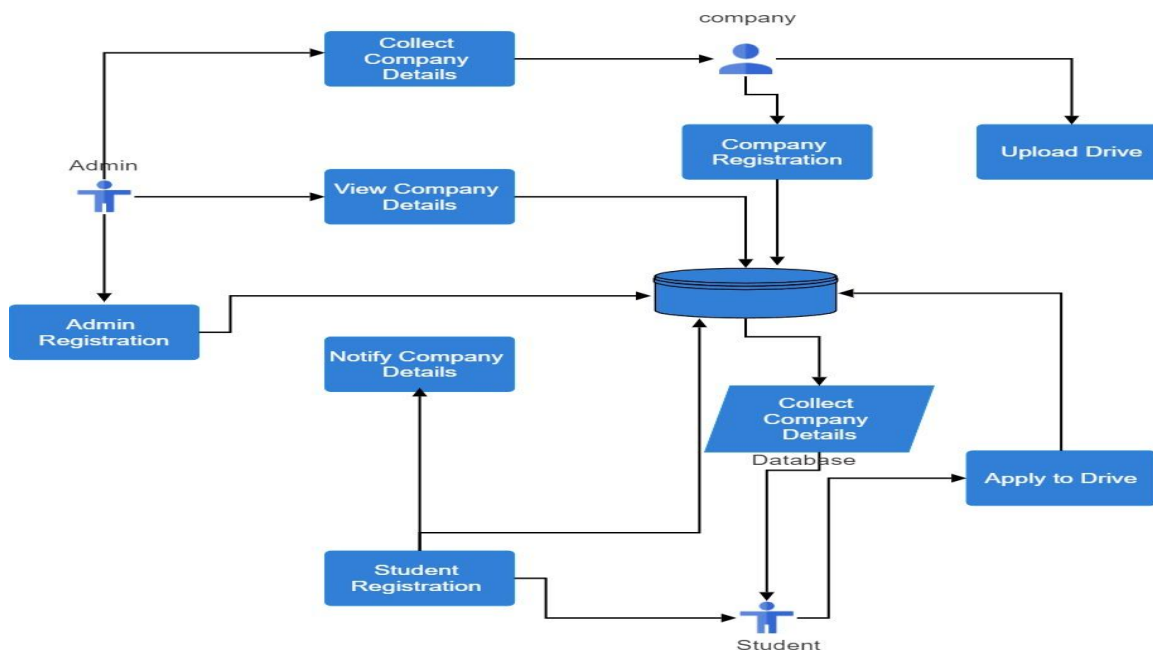 company
Collect
Company
Details
Company
Registration
Upload Drive
Admin
View Company
Details
Admin
Registration
Notify Company
Details
Collect
Company
Details
Database
Apply to Drive
Student
Registration
Student